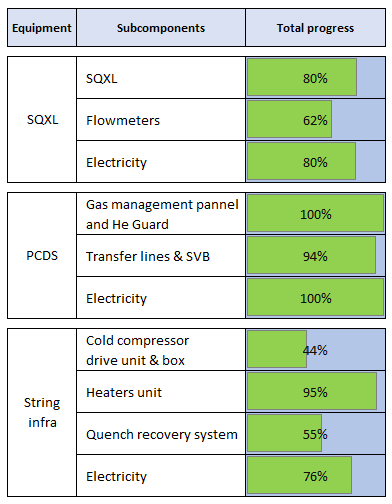 Equipment Subcomponents Total progress
SQXL 80%
SQXL Flowmeters 62%
Electricity 80%
Gas management pannel
and He Guard 100%
PCDS Transfer lines & SVB 94%
Electricity 100%
Cold compressor
drive unit & box 44%
Heaters unit 95%
String
infra
Quench recovery system 55%
Electricity 76%